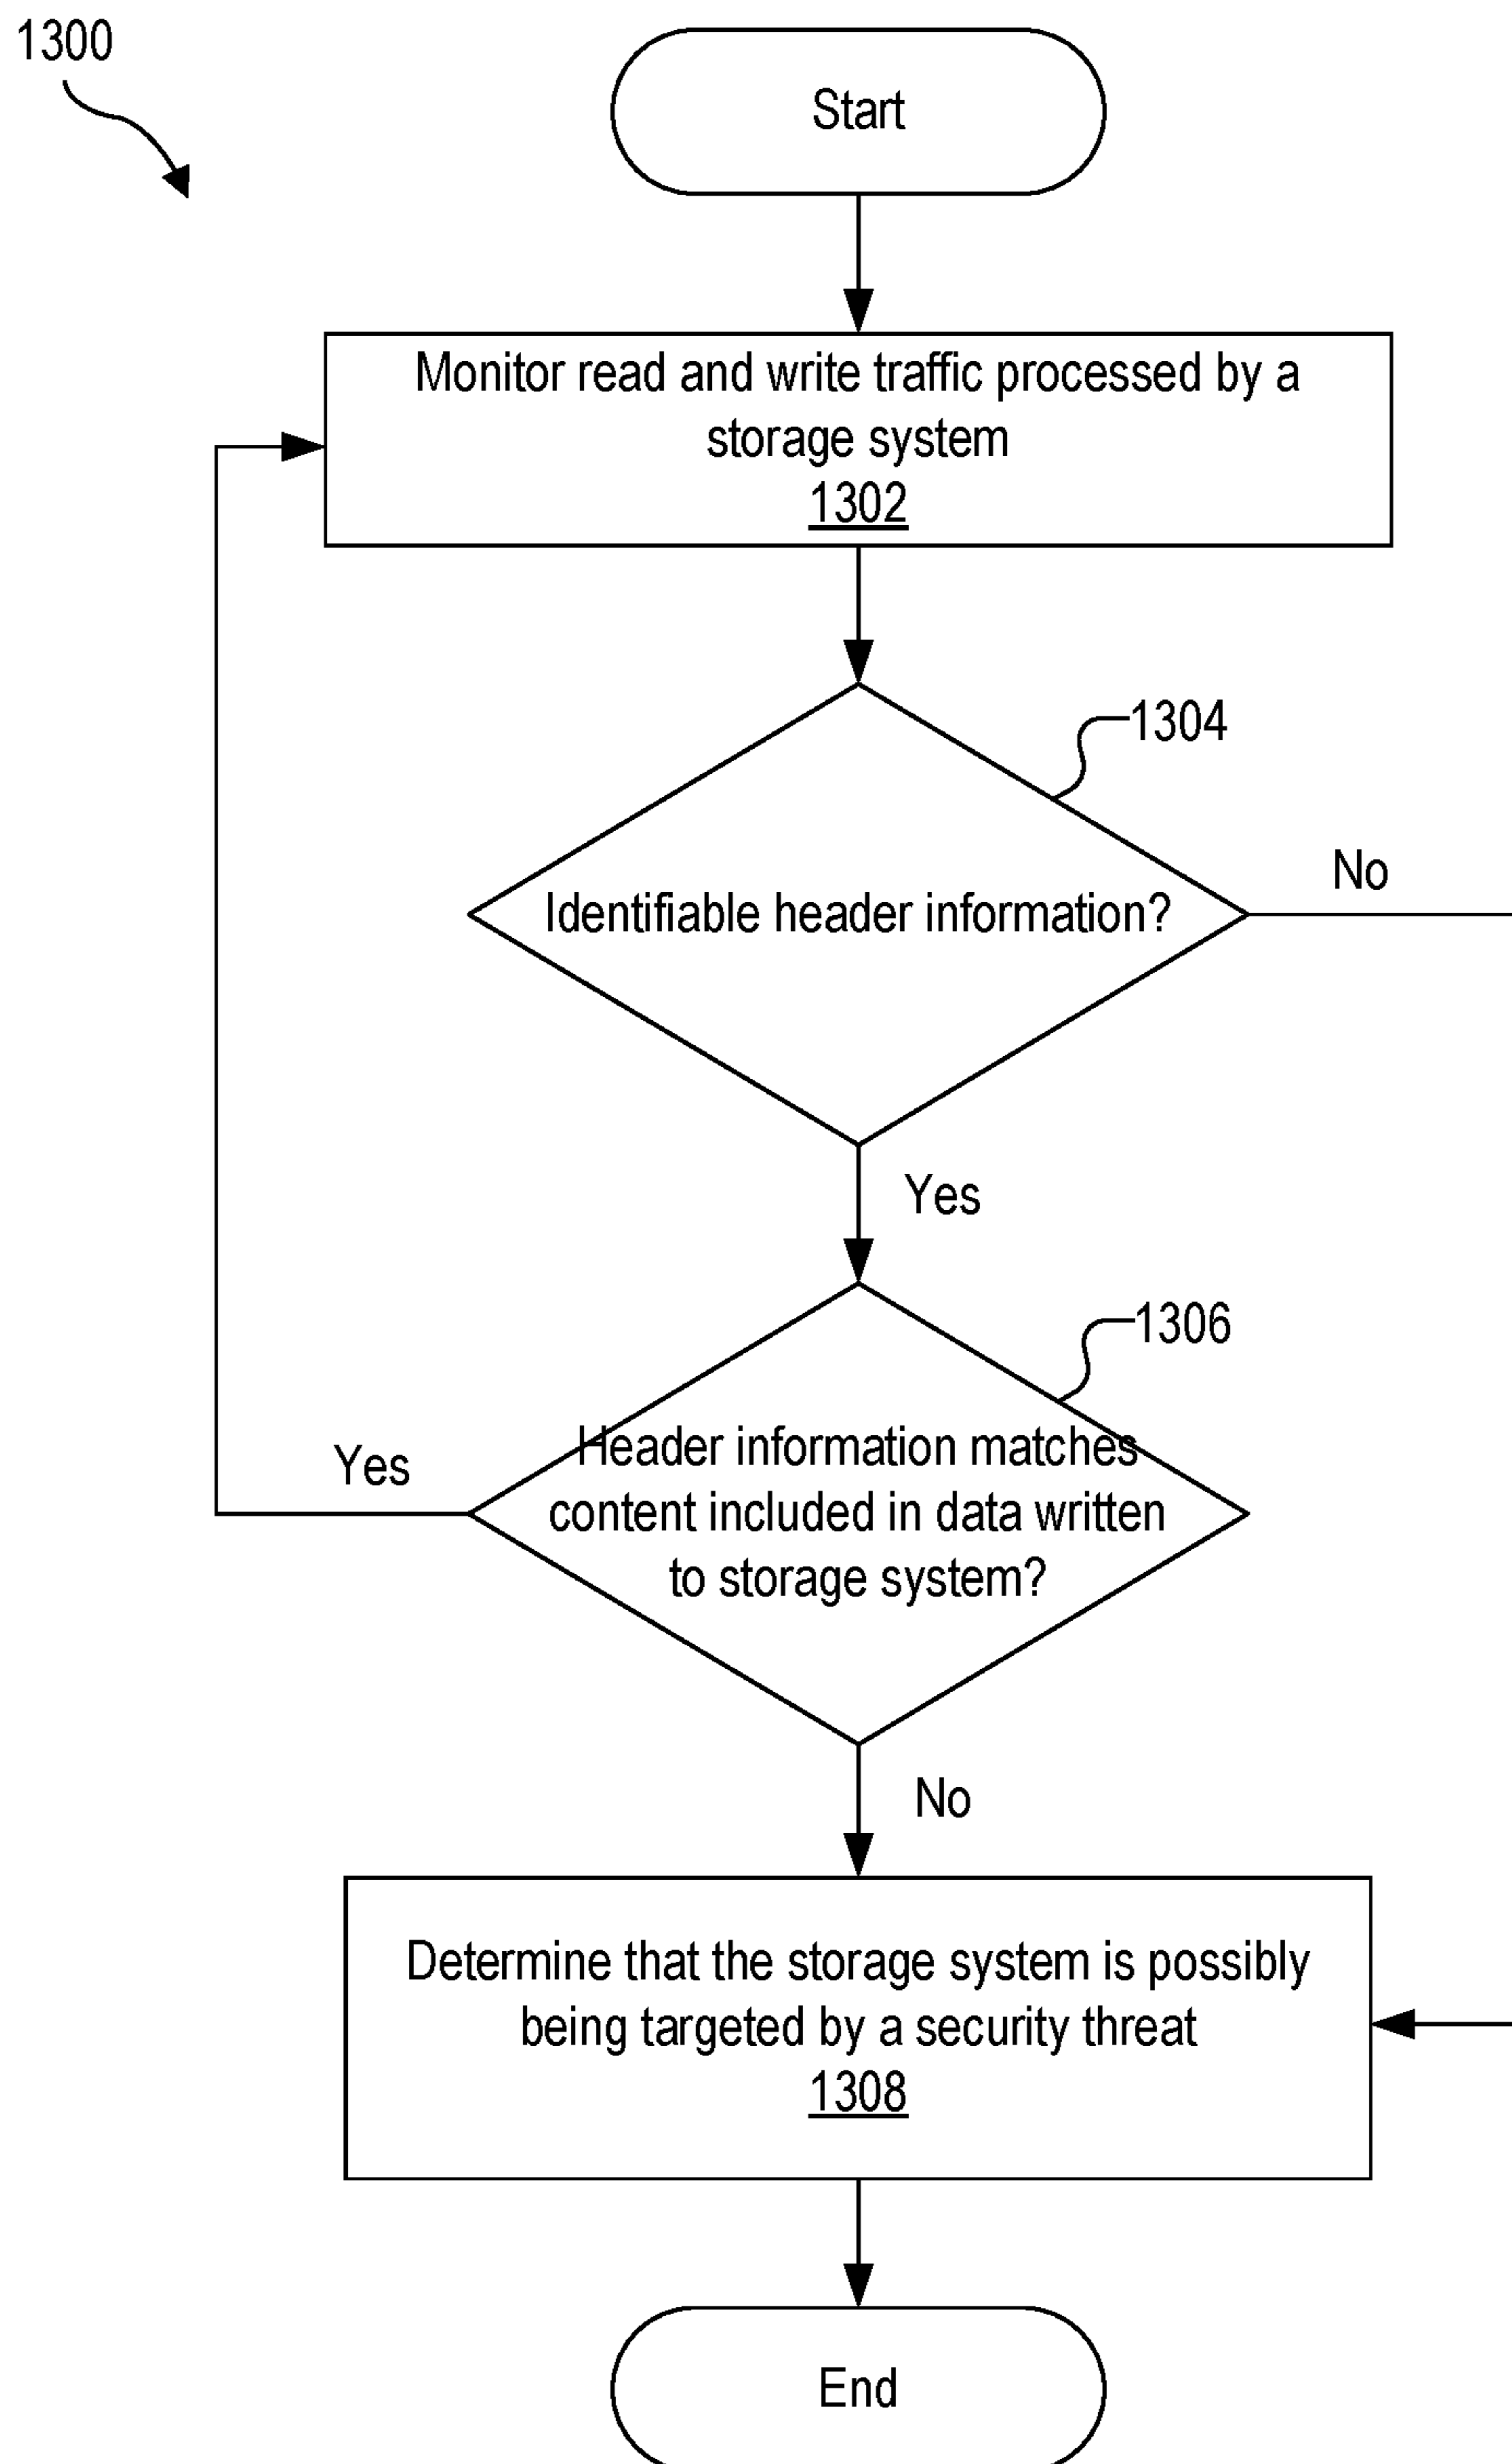 1300
Start
Monitor read and write traffic processed by a
storage system
1302
1304
Identifiable header information?
No
Yes
1306
Header information matches
content included in data written
to storage system?
Yes
No
Determine that the storage system is possibly
being targeted by a security threat
1308
End